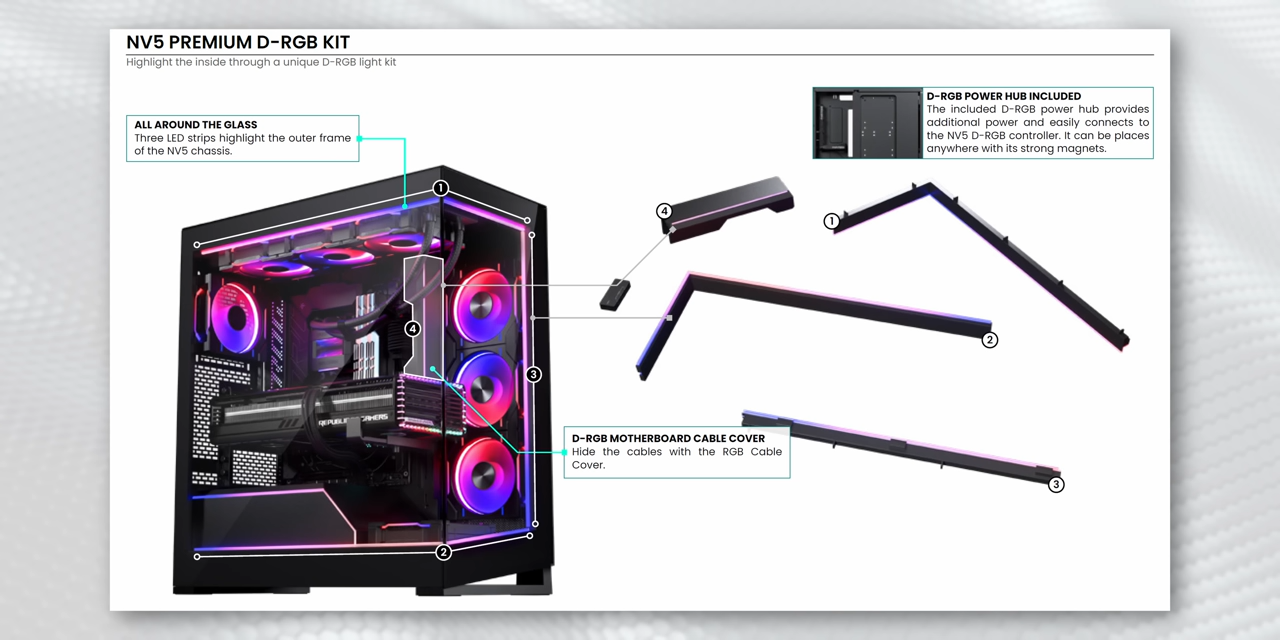 NV5 PREMIUM D-RGB KIT
Highlight the inside through a unique D-RGB light kit
ALL AROUND THE GLASS
Three LED strips highlight the outer frame
of the NV5 chassis.
D-RGB POWER HUB INCLUDED
The included D-RGB power hub provides
additional power and easily connects to
the NV5 D-RGB controller. It can be places
anywhere with its strong magnets.
1
4
1
4
2
3
REPUBLIC GAMERS
D-RGB MOTHERBOARD CABLE COVER
Hide the cables with the RGB Cable
Cover.
3
2